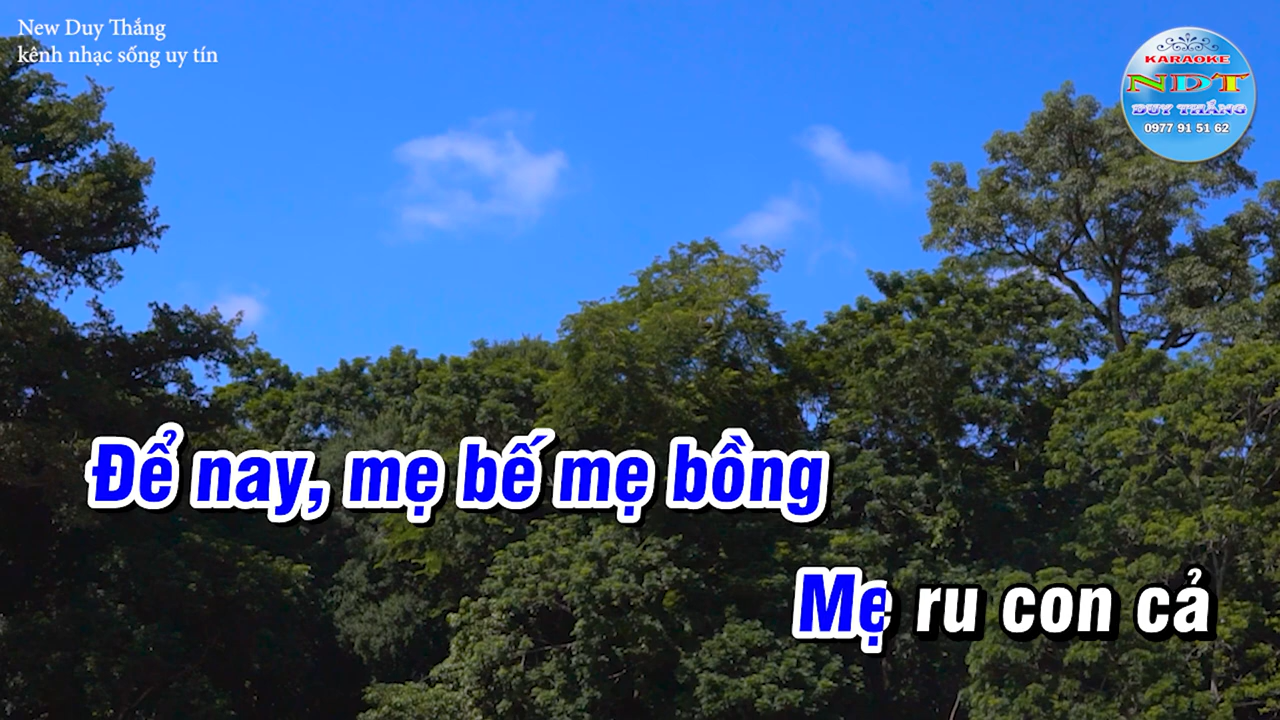 New Duy Thắng
kênh nhạc sống uy tín
KARAOKE
NDT
DUY THẮNG
0977 91 51 62
Để nay, mẹ bế mẹ bồng
Mẹ ru con cả